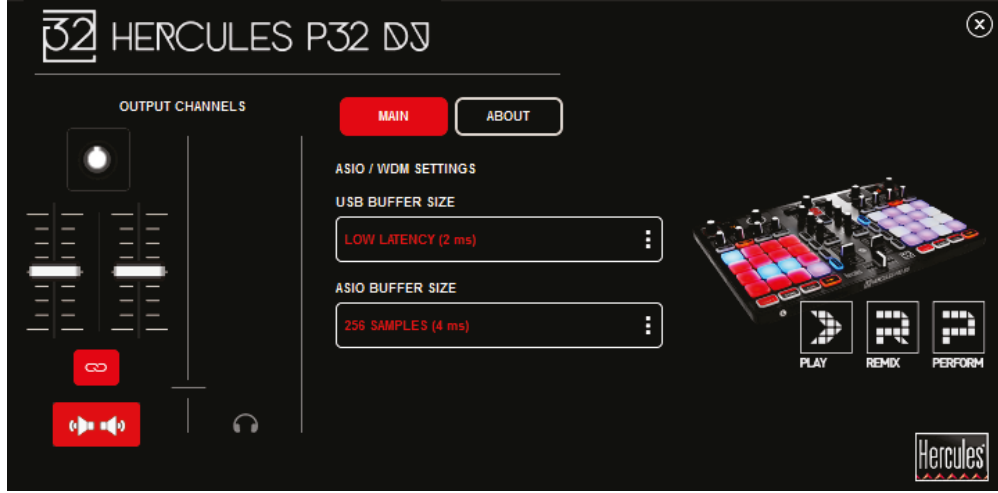 32 HERCULES P32 DJ
OUTPUT CHANNELS
MAIN
ABOUT
ASIO / WDM SETTINGS
USB BUFFER SIZE
LOW LATENCY (2 ms)
ASIO BUFFER SIZE
256 SAMPLES (4 ms)
PLAY
REMIX
PERFORM
Hercules